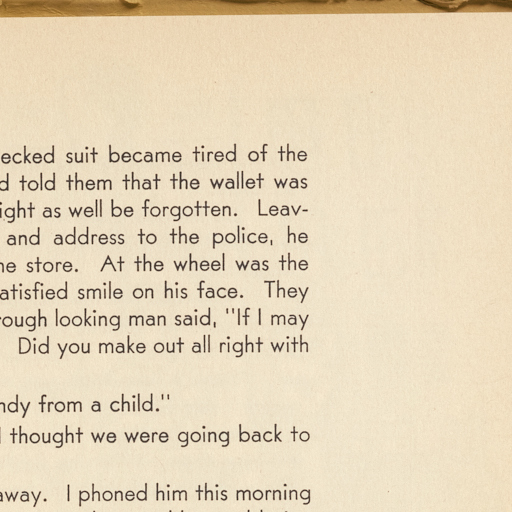 ecked suit became tired of the
d told them that the wallet was
ight as well be forgotten. Leav-
and address to the police, he
he store. At the wheel was the
atisfied smile on his face. They
rough looking man said, "If I may
Did you make out all right with
ndy from a child."
I thought we were going back to
away. I phoned him this morning